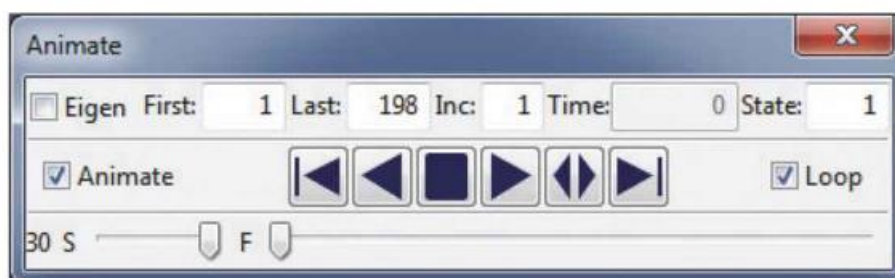 Animate
Eigen First: 1 Last: 198 Inc: 1 Time: 0 State: 1
Animate Loop
30 S F